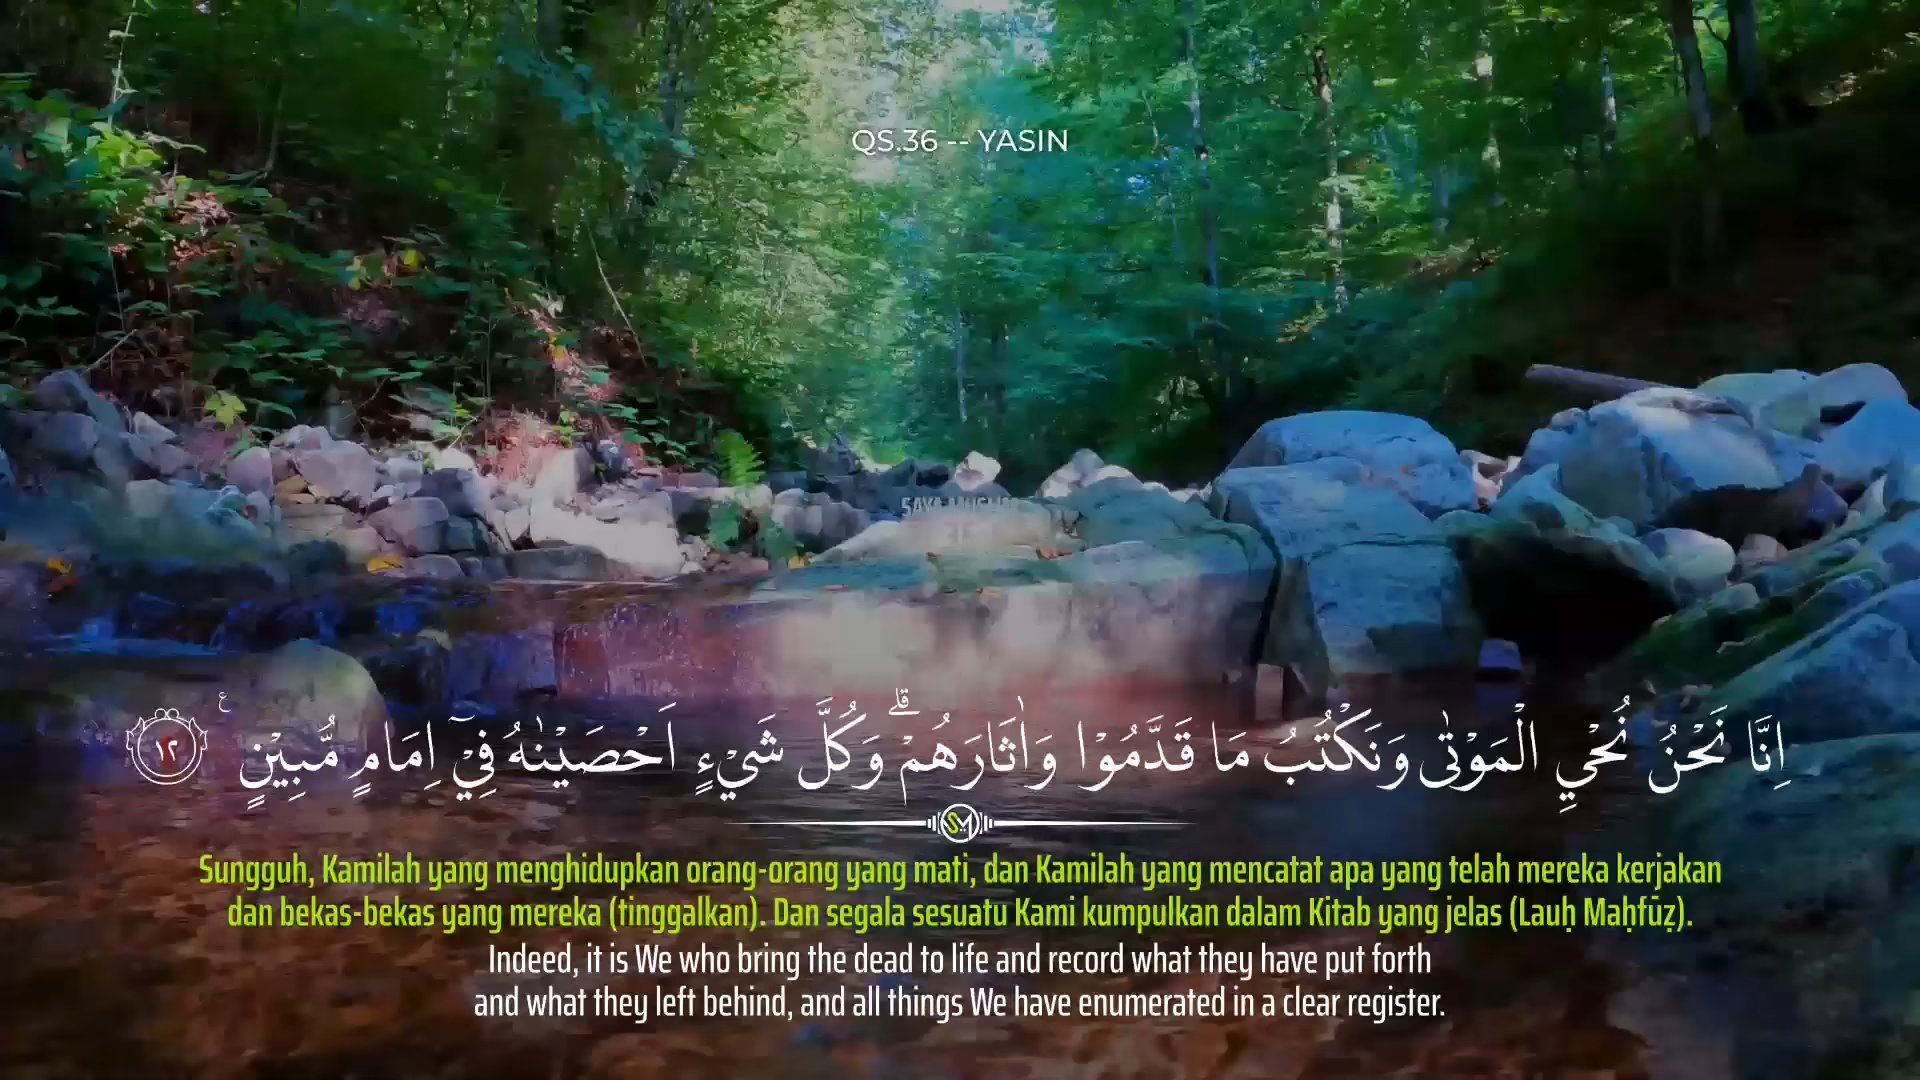 QS.36 -- YASIN
SAYA MUSLIM
اِنَّا نَحْنُ نُحْيِ الْمَوْتٰى وَنَكْتُبُ مَا قَدَّمُوْا وَاٰثَارَهُمْۗ وَكُلَّ شَيْءٍ اَحْصَيْنٰهُ فِيْٓ اِمَامٍ مُّبِيْنٍ ࣖ ١٢
SM
Sungguh, Kamilah yang menghidupkan orang-orang yang mati, dan Kamilah yang mencatat apa yang telah mereka kerjakan
dan bekas-bekas yang mereka (tinggalkan). Dan segala sesuatu Kami kumpulkan dalam Kitab yang jelas (Lauḥ Maḥfūẓ).
Indeed, it is We who bring the dead to life and record what they have put forth
and what they left behind, and all things We have enumerated in a clear register.